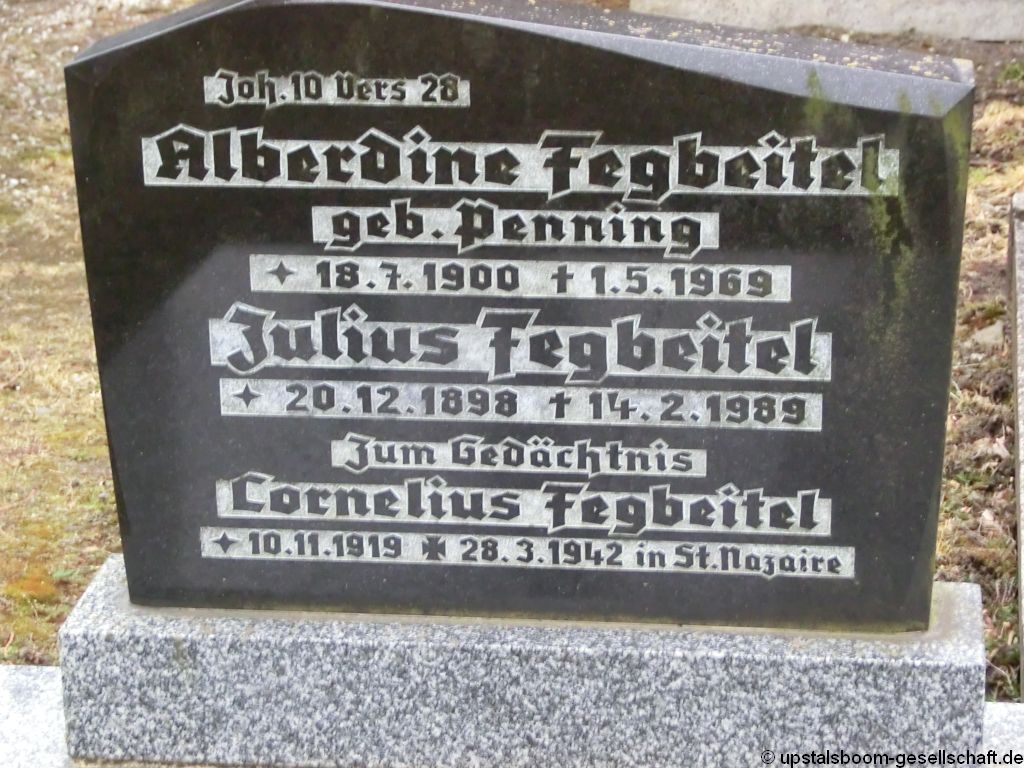 Joh. 10 Vers 28
Alberdine Fegbeitel
geb. Penning
✦ 18.7.1900 † 1.5.1969
Julius Fegbeitel
✦ 20.12.1898 † 14.2.1989
Zum Gedächtnis
Cornelius Fegbeitel
✦ 10.11.1919 ✠ 28.3.1942 in St. Nazaire
© upstalsboom-gesellschaft.de